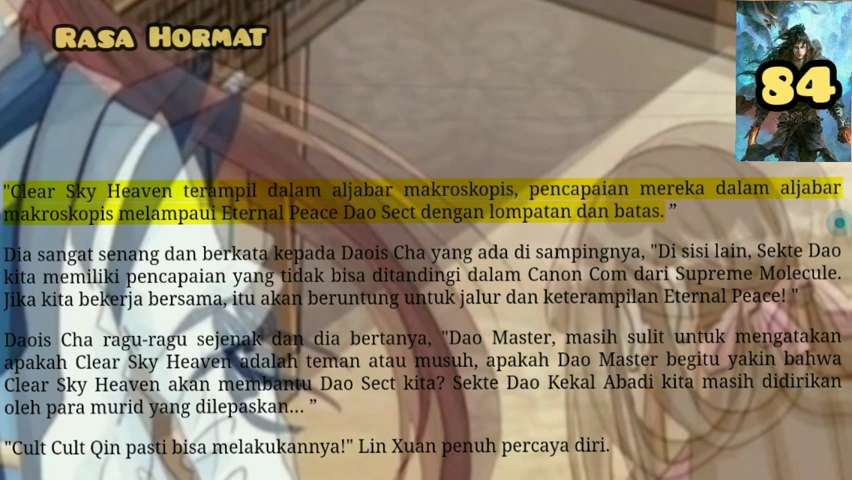 Rasa Hormat
84
"Clear Sky Heaven terampil dalam aljabar makroskopis, pencapaian mereka dalam aljabar
makroskopis melampaui Eternal Peace Dao Sect dengan lompatan dan batas. ”
Dia sangat senang dan berkata kepada Daois Cha yang ada di sampingnya, "Di sisi lain, Sekte Dao
kita memiliki pencapaian yang tidak bisa ditandingi dalam Canon Com dari Supreme Molecule.
Jika kita bekerja bersama, itu akan beruntung untuk jalur dan keterampilan Eternal Peace! "
Daois Cha ragu-ragu sejenak dan dia bertanya, "Dao Master, masih sulit untuk mengatakan
apakah Clear Sky Heaven adalah teman atau musuh, apakah Dao Master begitu yakin bahwa
Clear Sky Heaven akan membantu Dao Sect kita? Sekte Dao Kekal Abadi kita masih didirikan
oleh para murid yang dilepaskan... ”
"Cult Cult Qin pasti bisa melakukannya!" Lin Xuan penuh percaya diri.